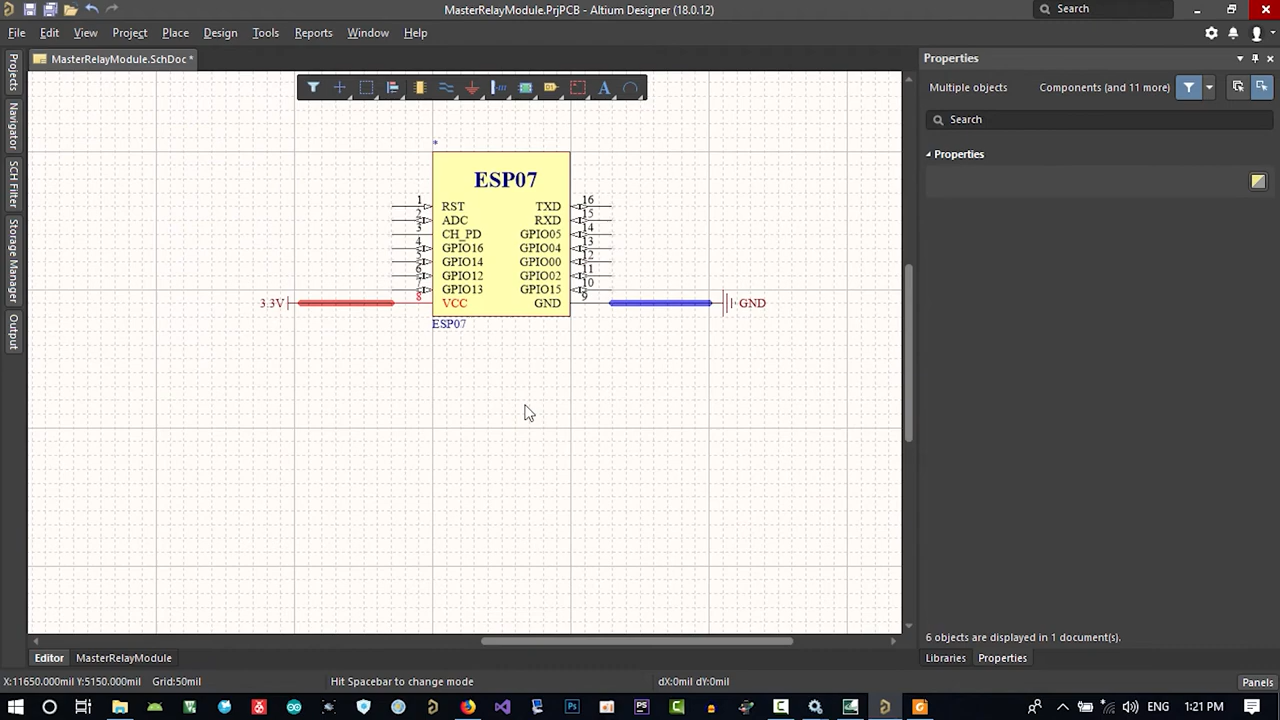 MasterRelayModule.PrjPCB - Altium Designer (18.0.12)
Search
File Edit View Project Place Design Tools Reports Window Help
MasterRelayModule.SchDoc *
Projects
Navigator
SCH Filter
Storage Manager
Output
Properties
Multiple objects Components (and 11 more)
Search
Properties
*
ESP07
1 RST TXD 16
2 ADC RXD 15
3 CH_PD GPIO05 14
4 GPIO16 GPIO04 13
5 GPIO14 GPIO00 12
6 GPIO12 GPIO02 11
7 GPIO13 GPIO15 10
3.3V 8 VCC GND 9 GND
ESP07
6 objects are displayed in 1 document(s).
Editor MasterRelayModule
Libraries Properties
X:11650.000mil Y:5150.000mil Grid:50mil Hit Spacebar to change mode dX:0mil dY:0mil Panels
Ps PS C C G ENG 1:21 PM